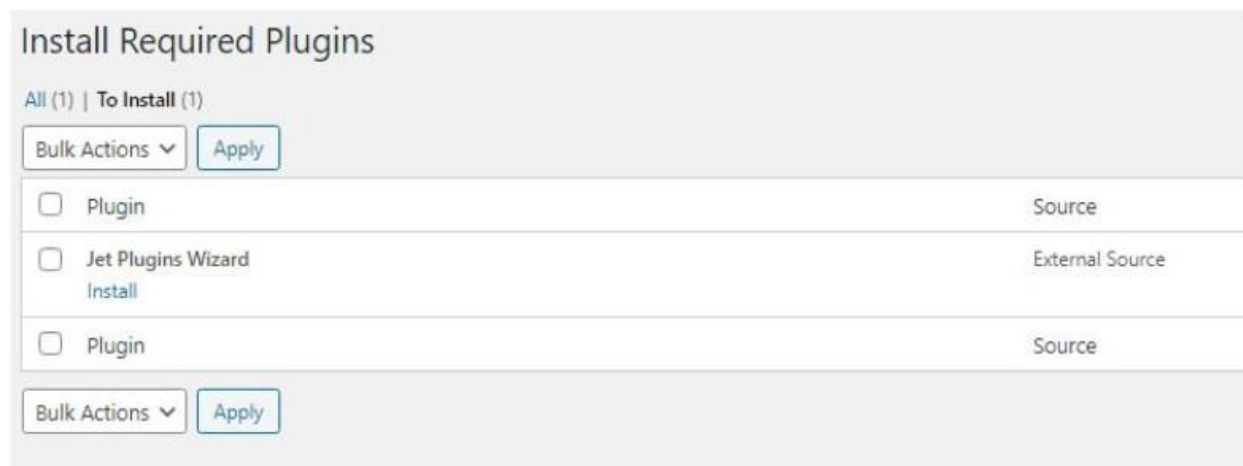 Install Required Plugins
All (1) | To Install (1)
Bulk Actions Apply
Plugin Source
Jet Plugins Wizard External Source
Install
Plugin Source
Bulk Actions Apply